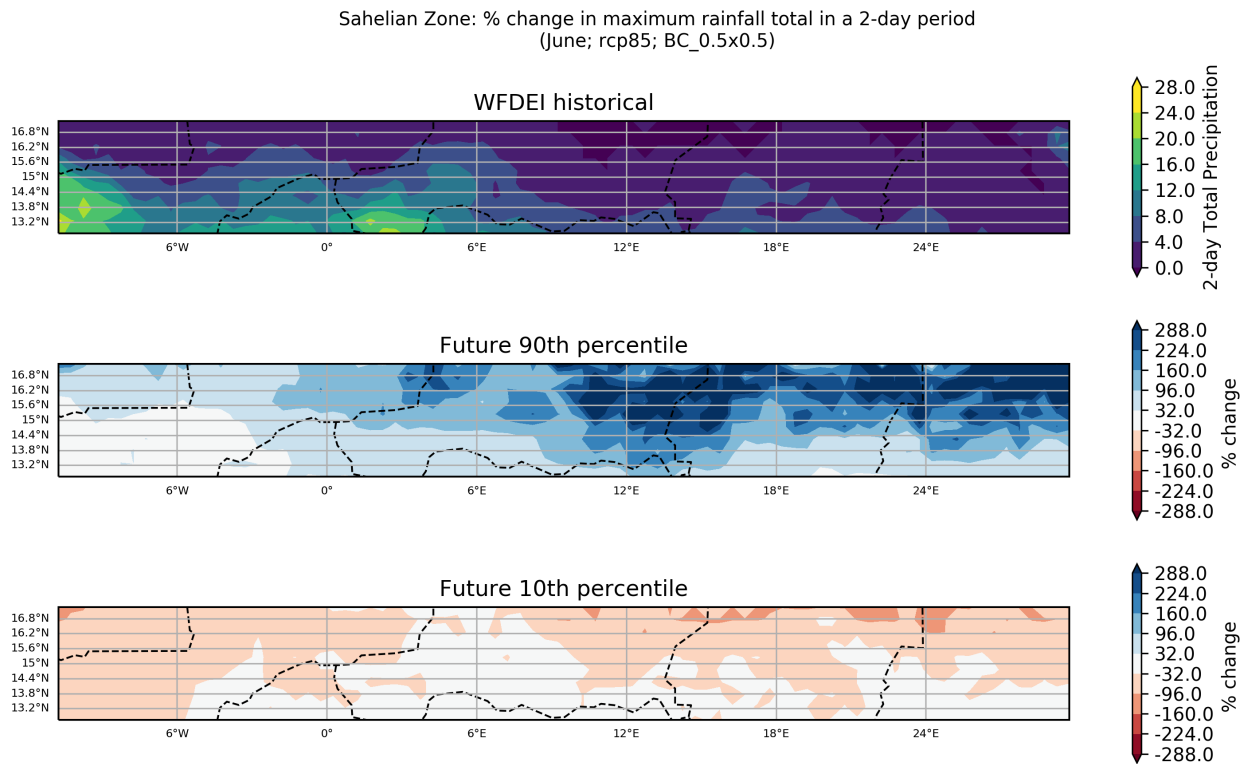 Sahelian Zone: % change in maximum rainfall total in a 2-day period
(June; rcp85; BC_0.5x0.5)
WFDEI historical
16.8°N
16.2°N
15.6°N
15°N
14.4°N
13.8°N
13.2°N
6°W 0° 6°E 12°E 18°E 24°E
28.0
24.0
20.0
16.0
12.0
8.0
4.0
0.0
2-day Total Precipitation
Future 90th percentile
16.8°N
16.2°N
15.6°N
15°N
14.4°N
13.8°N
13.2°N
6°W 0° 6°E 12°E 18°E 24°E
288.0
224.0
160.0
96.0
32.0
-32.0
-96.0
-160.0
-224.0
-288.0
% change
Future 10th percentile
16.8°N
16.2°N
15.6°N
15°N
14.4°N
13.8°N
13.2°N
6°W 0° 6°E 12°E 18°E 24°E
288.0
224.0
160.0
96.0
32.0
-32.0
-96.0
-160.0
-224.0
-288.0
% change